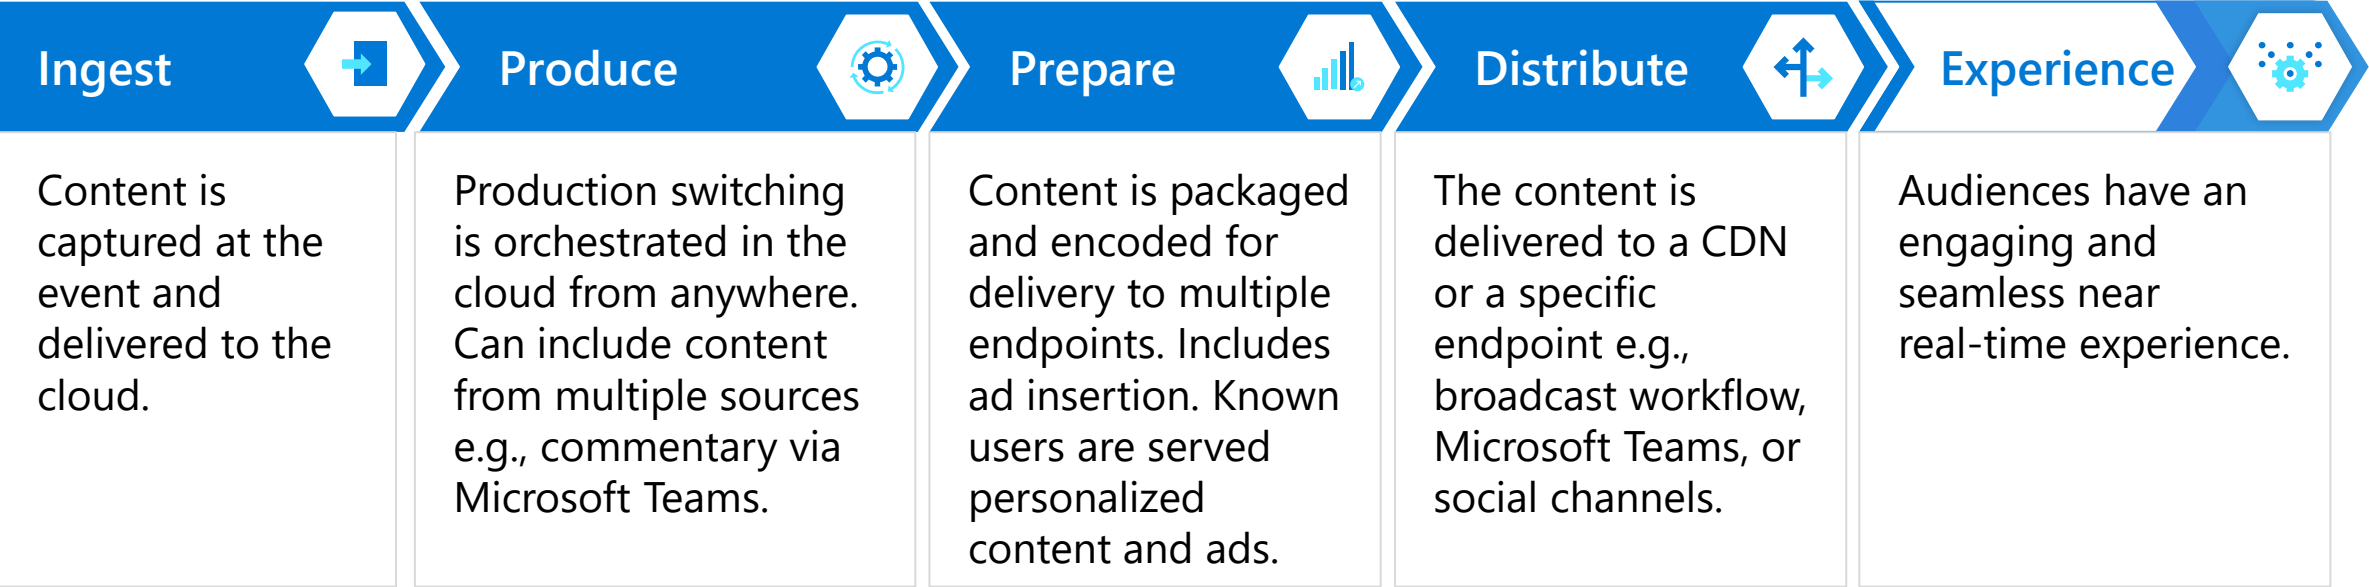 Ingest
Produce
Prepare
Distribute
Experience
Content is
captured at the
event and
delivered to the
cloud.
Production switching
is orchestrated in the
cloud from anywhere.
Can include content
from multiple sources
e.g., commentary via
Microsoft Teams.
Content is packaged
and encoded for
delivery to multiple
endpoints. Includes
ad insertion. Known
users are served
personalized
content and ads.
The content is
delivered to a CDN
or a specific
endpoint e.g.,
broadcast workflow,
Microsoft Teams, or
social channels.
Audiences have an
engaging and
seamless near
real-time experience.